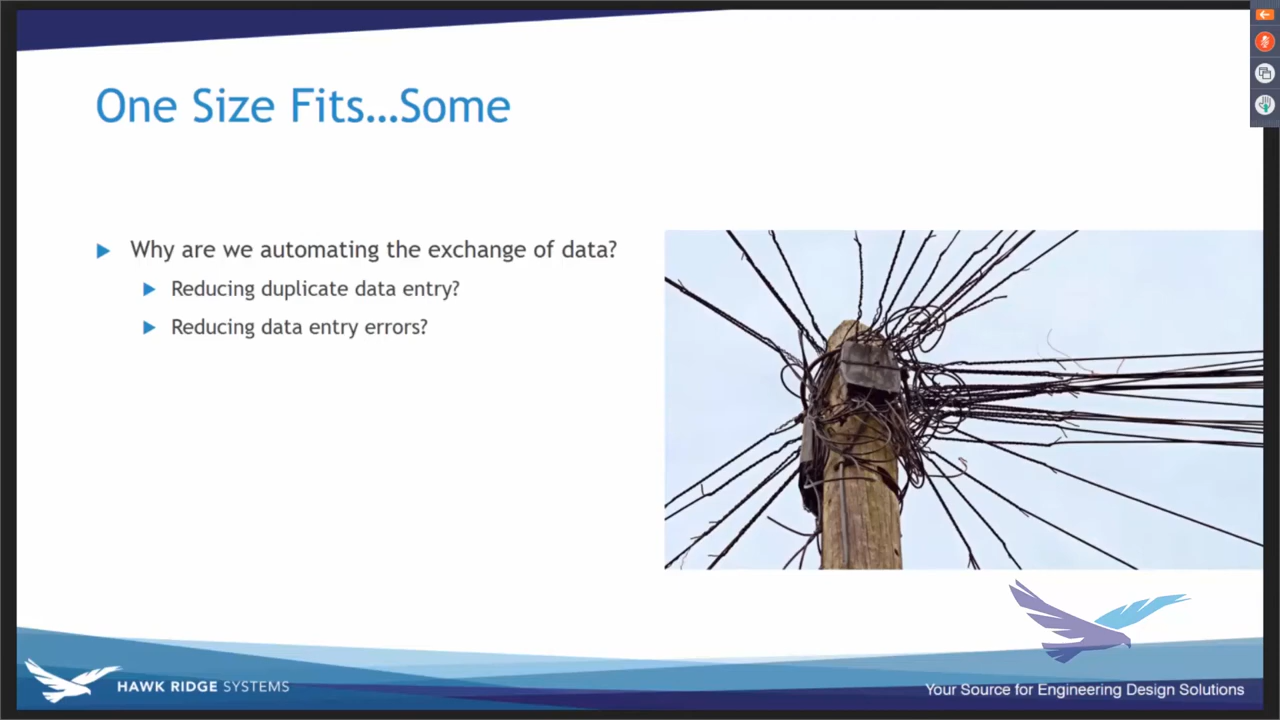 One Size Fits...Some
Why are we automating the exchange of data?
Reducing duplicate data entry?
Reducing data entry errors?
HAWK RIDGE SYSTEMS
Your Source for Engineering Design Solutions